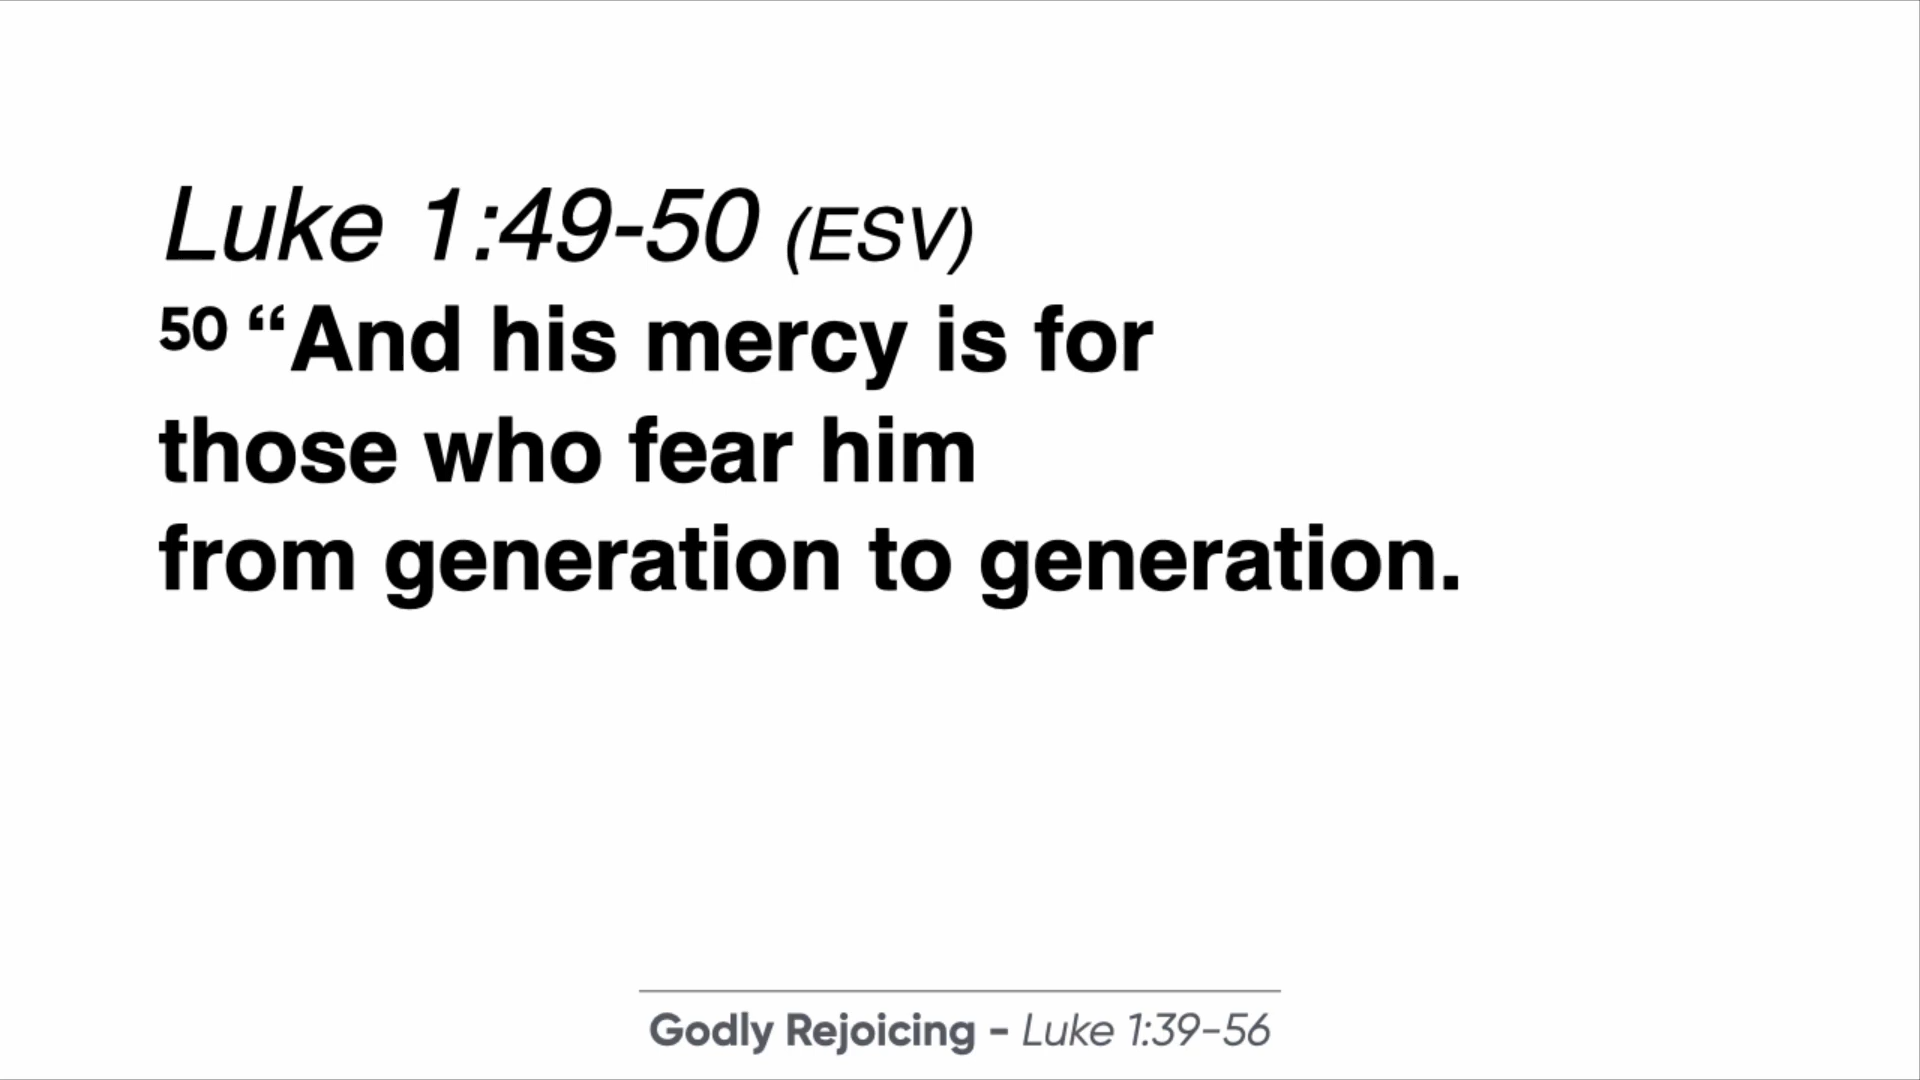 Luke 1:49-50 (ESV)
50 “And his mercy is for
those who fear him
from generation to generation.
Godly Rejoicing – Luke 1:39–56